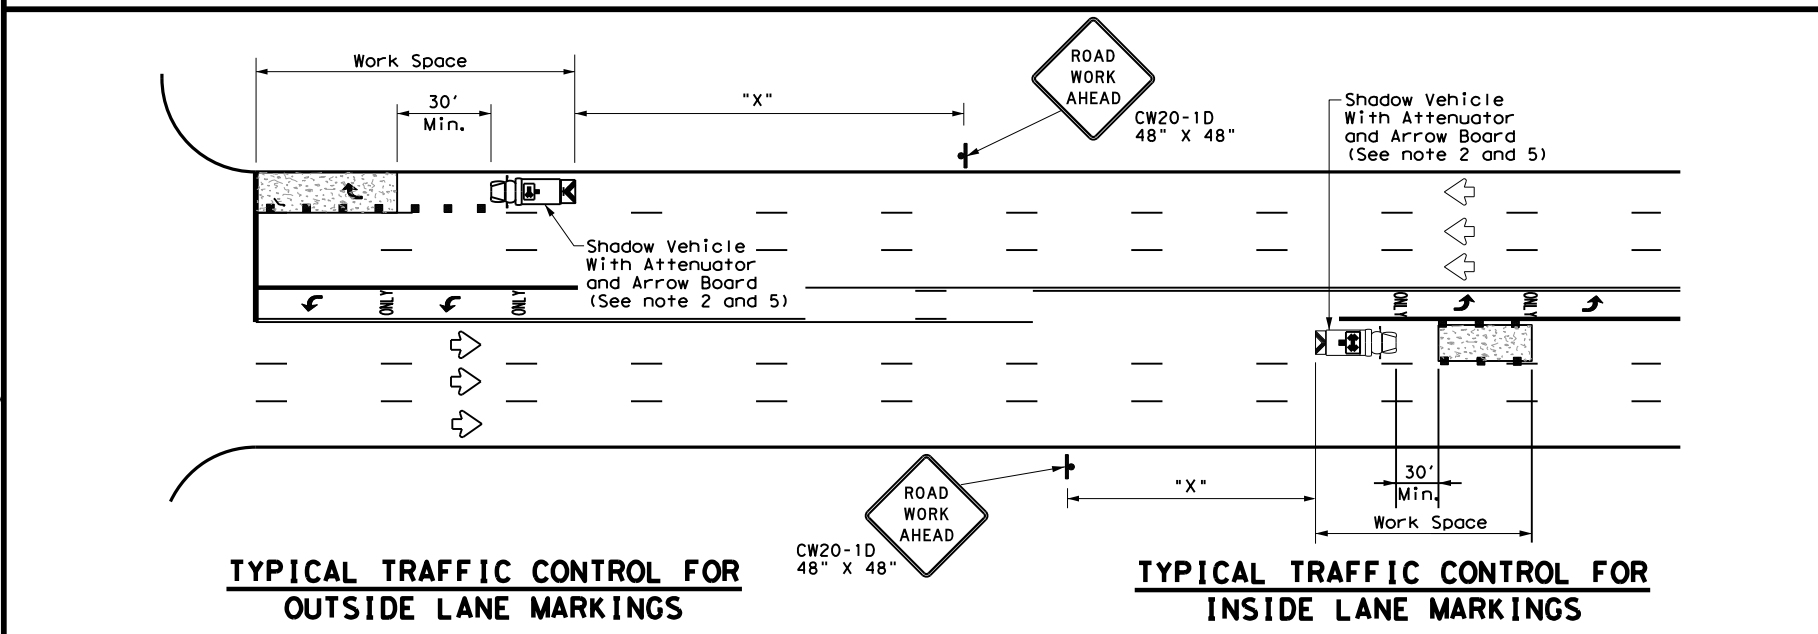 Work Space
30'
Min.
"X"
ROAD
WORK
AHEAD
CW20-1D
48" X 48"
Shadow Vehicle
With Attenuator
and Arrow Board
(See note 2 and 5)
Shadow Vehicle
With Attenuator
and Arrow Board
(See note 2 and 5)
ONLY
ONLY
ONLY
ONLY
ROAD
WORK
AHEAD
CW20-1D
48" X 48"
"X"
30'
Min.
Work Space
TYPICAL TRAFFIC CONTROL FOR
OUTSIDE LANE MARKINGS
TYPICAL TRAFFIC CONTROL FOR
INSIDE LANE MARKINGS